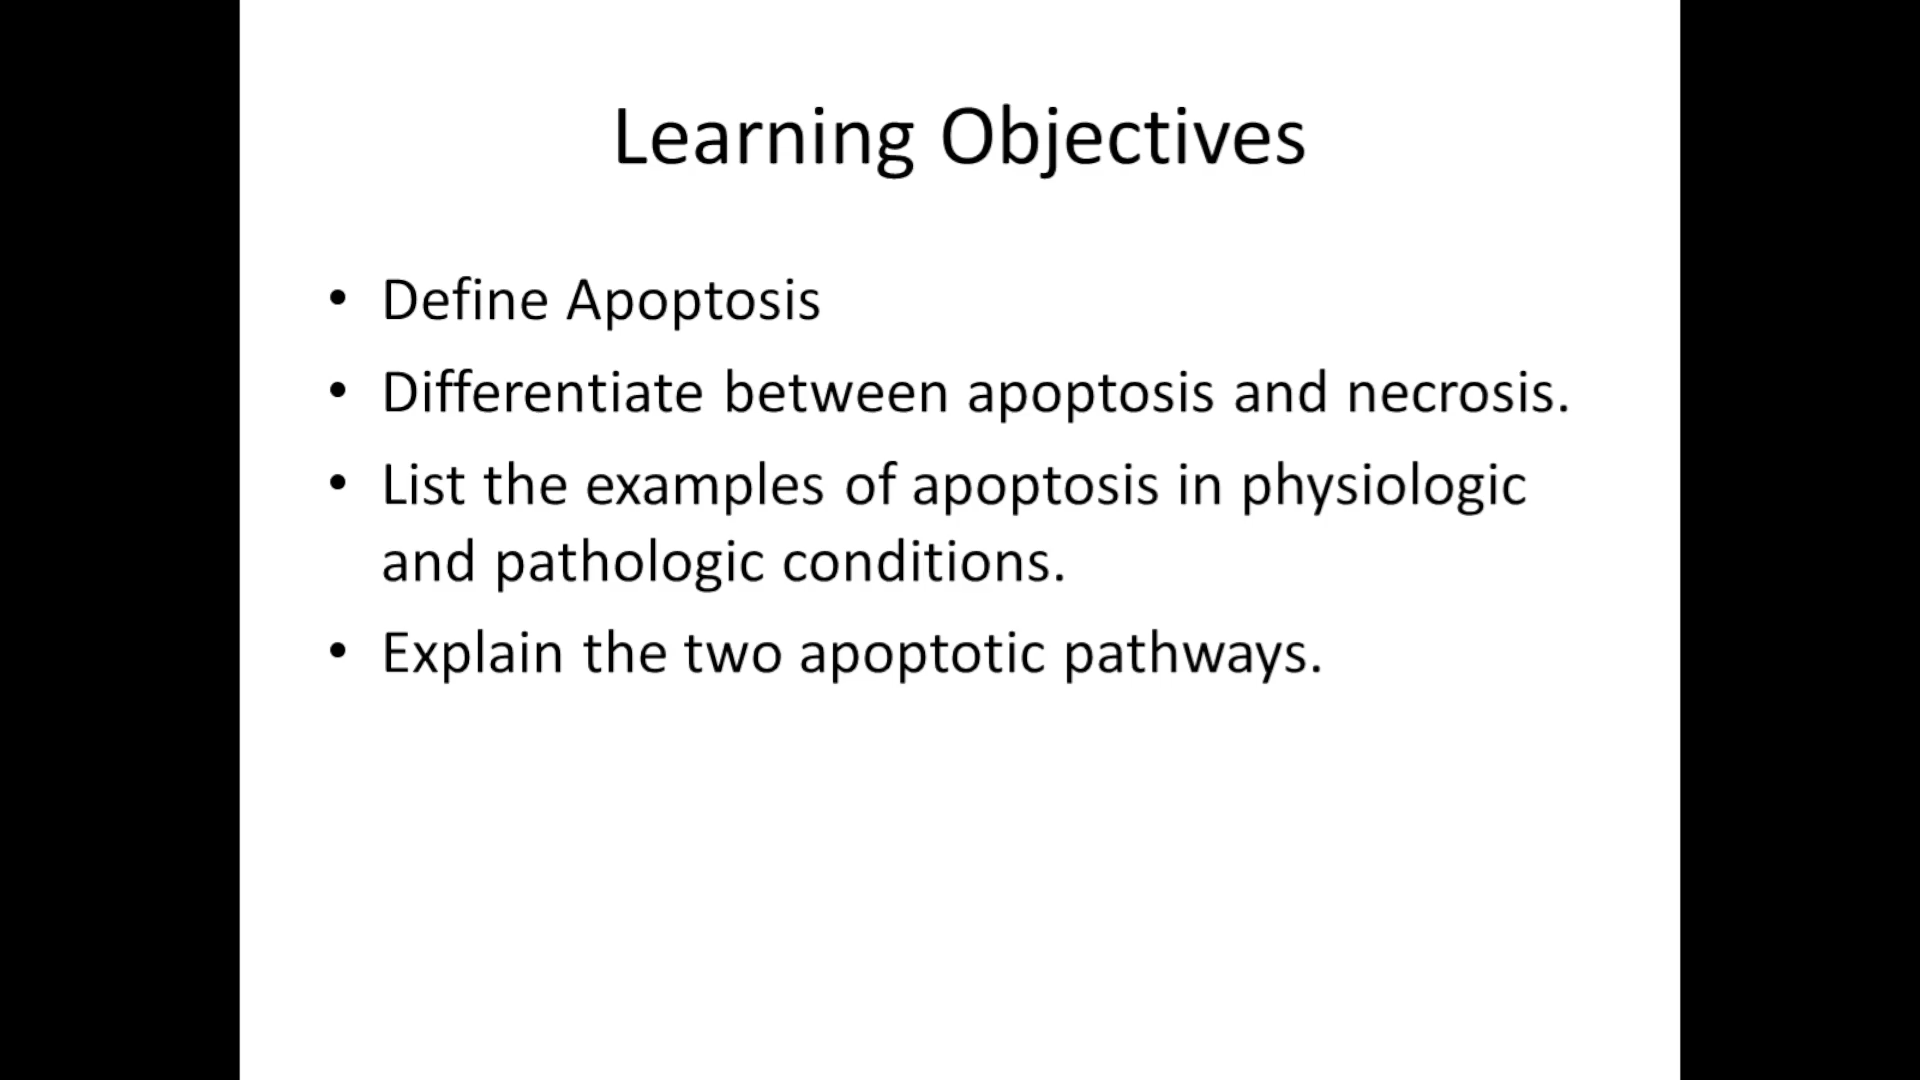 Learning Objectives
• Define Apoptosis
• Differentiate between apoptosis and necrosis.
• List the examples of apoptosis in physiologic
and pathologic conditions.
• Explain the two apoptotic pathways.